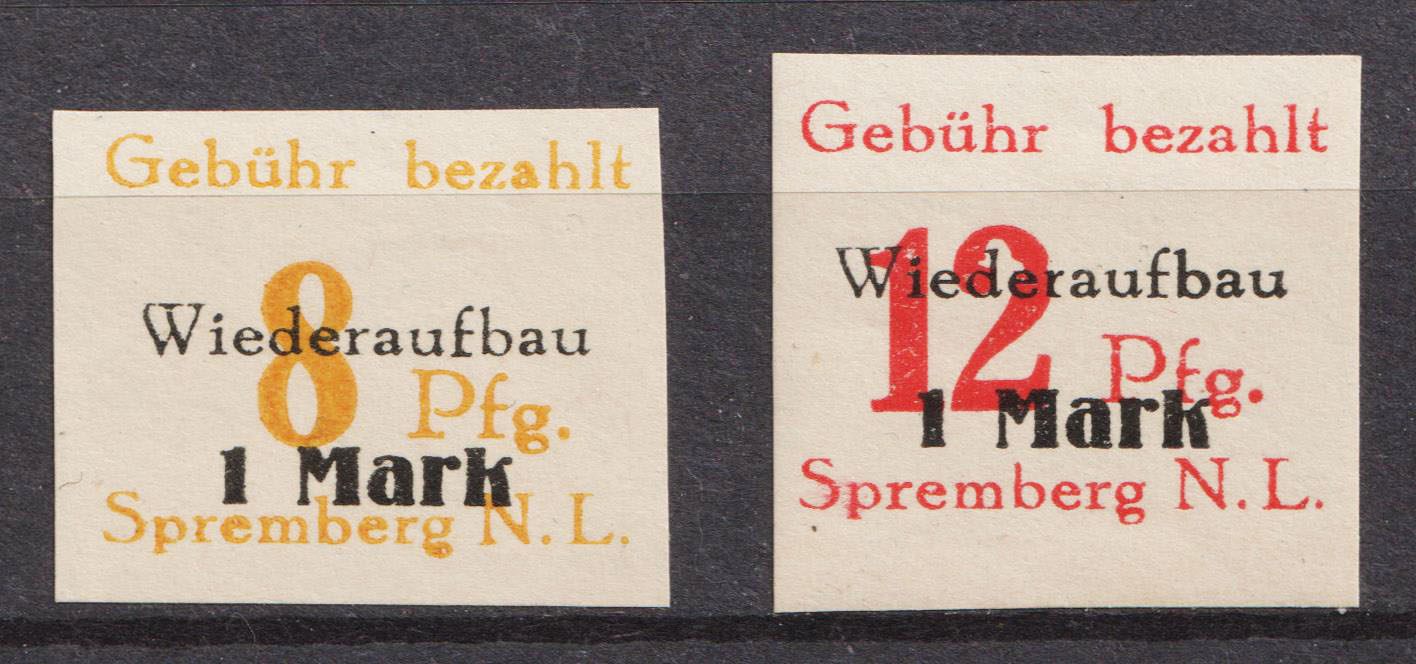 Gebühr bezahlt
8 Pfg.
Wiederaufbau
1 Mark
Spremberg N. L.
Gebühr bezahlt
12 Pfg.
Wiederaufbau
1 Mark
Spremberg N. L.